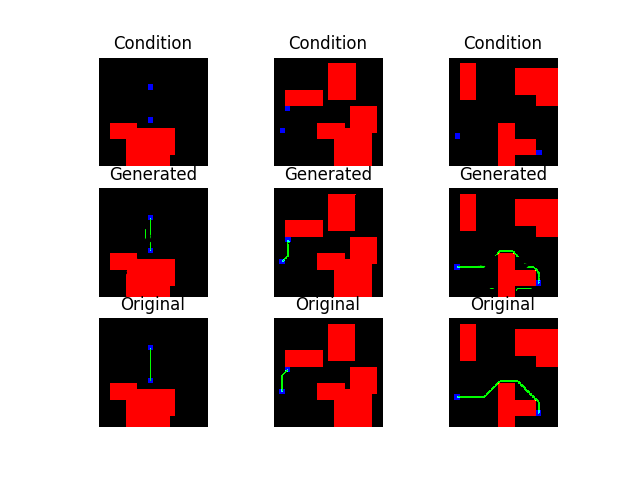 Condition Condition Condition
Generated Generated Generated
Original Original Original